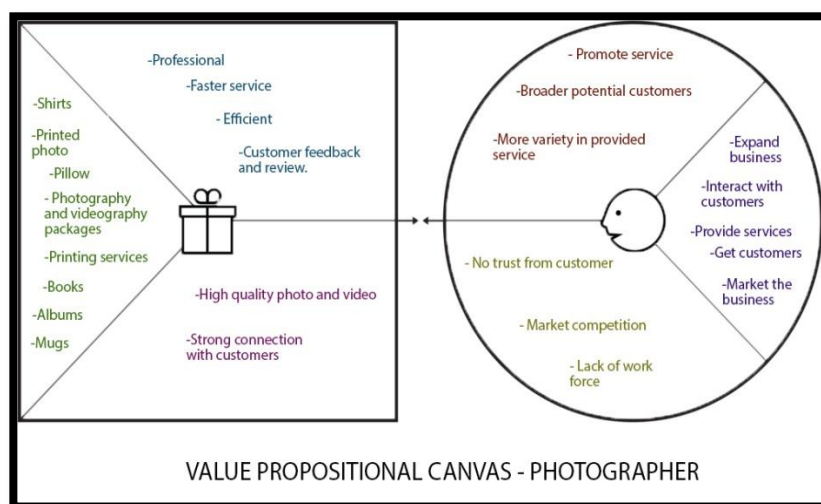 -Professional
-Faster service
- Efficient
-Customer feedback
and review.
-Shirts
-Printed
photo
-Pillow
- Photography
and videography
packages
-Printing services
-Books
-Albums
-Mugs
-High quality photo and video
-Strong connection
with customers
- Promote service
-Broader potential customers
-More variety in provided
service
-Expand
business
-Interact with
customers
-Provide services
-Get customers
-Market the
business
- No trust from customer
- Market competition
- Lack of work
force
VALUE PROPOSITIONAL CANVAS - PHOTOGRAPHER